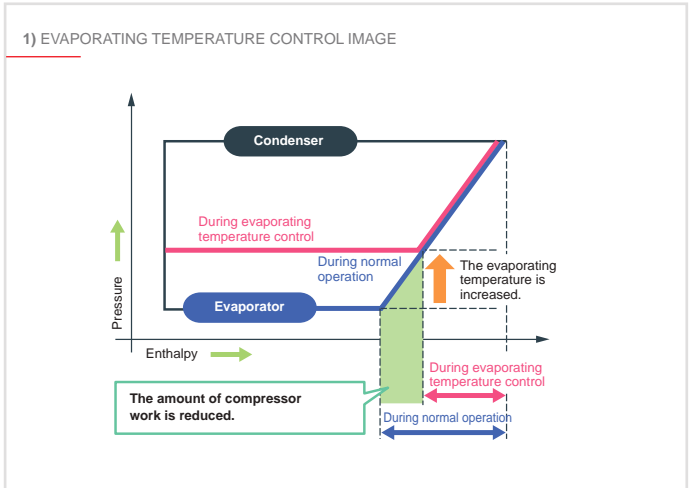 1) EVAPORATING TEMPERATURE CONTROL IMAGE
Condenser
During evaporating
temperature control
During normal
operation
The evaporating
temperature is
increased.
Pressure
Evaporator
Enthalpy
During evaporating
temperature control
The amount of compressor
work is reduced.
During normal operation